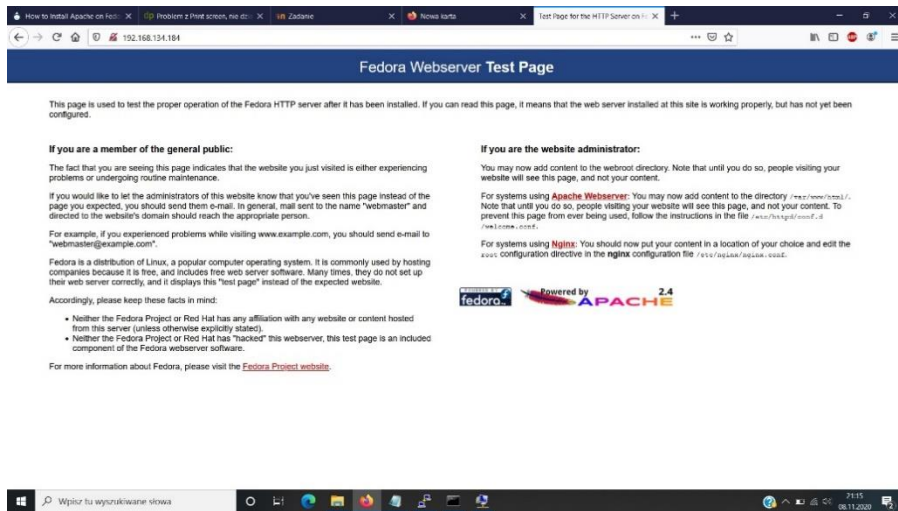 How to Install Apache on Fed
Problem z Print screen, nie dzi
Zadanie
Nowa karta
Test Page for the HTTP Server on Fe
192.168.134.184
Fedora Webserver Test Page
This page is used to test the proper operation of the Fedora HTTP server after it has been installed. If you can read this page, it means that the web server installed at this site is working properly, but has not yet been
configured.
If you are a member of the general public:
The fact that you are seeing this page indicates that the website you just visited is either experiencing
problems or undergoing routine maintenance.
If you would like to let the administrators of this website know that you've seen this page instead of the
page you expected, you should send them e-mail. In general, mail sent to the name "webmaster" and
directed to the website's domain should reach the appropriate person.
For example, if you experienced problems while visiting www.example.com, you should send e-mail to
"webmaster@example.com".
Fedora is a distribution of Linux, a popular computer operating system. It is commonly used by hosting
companies because it is free, and includes free web server software. Many times, they do not set up
their web server correctly, and it displays this "test page" instead of the expected website.
Accordingly, please keep these facts in mind:
• Neither the Fedora Project or Red Hat has any affiliation with any website or content hosted
from this server (unless otherwise explicitly stated).
• Neither the Fedora Project or Red Hat has "hacked" this webserver, this test page is an included
component of the Fedora webserver software.
For more information about Fedora, please visit the Fedora Project website.
If you are the website administrator:
You may now add content to the webroot directory. Note that until you do so, people visiting your
website will see this page, and not your content.
For systems using Apache Webserver: You may now add content to the directory /var/www/html/.
Note that until you do so, people visiting your website will see this page, and not your content. To
prevent this page from ever being used, follow the instructions in the file /etc/httpd/conf.d
/welcome.conf.
For systems using Nginx: You should now put your content in a location of your choice and edit the
root configuration directive in the nginx configuration file /etc/nginx/nginx.conf.
fedora
Powered by
APACHE
2.4
Wpisz tu wyszukiwane słowa
21:15
08.11.2020